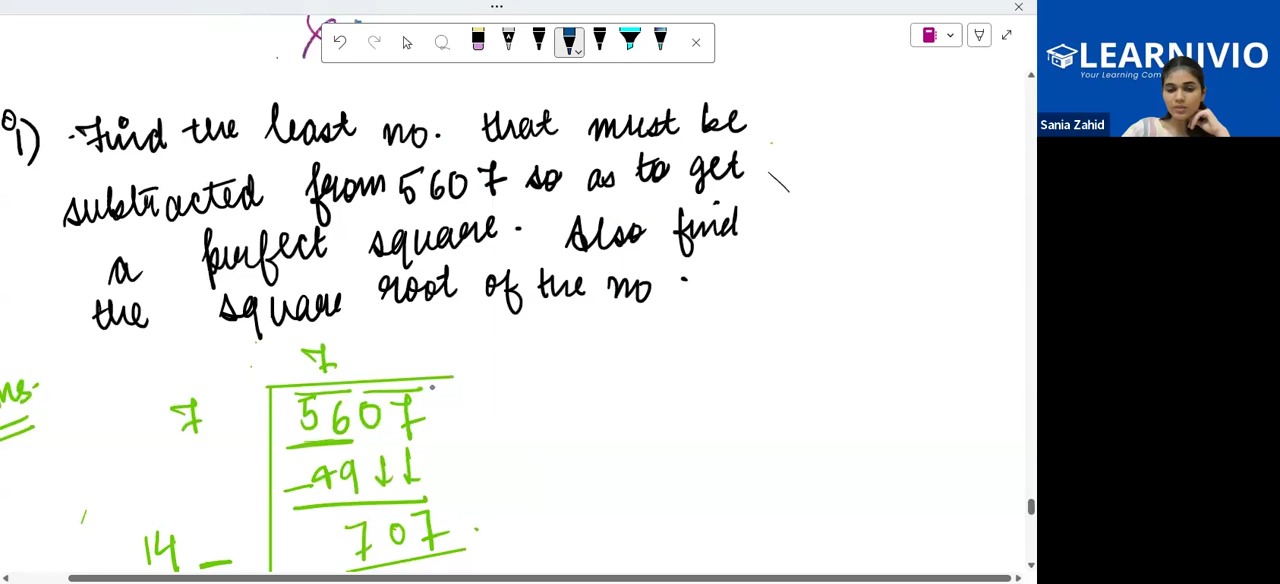 LEARNIVIO
Your Learning Com
Sania Zahid
Q1) Find the least no. that must be
subtracted from 5607 so as to get
a perfect square. Also find
the square root of the no.
7
7 5607
-49↓↓
707
14 _